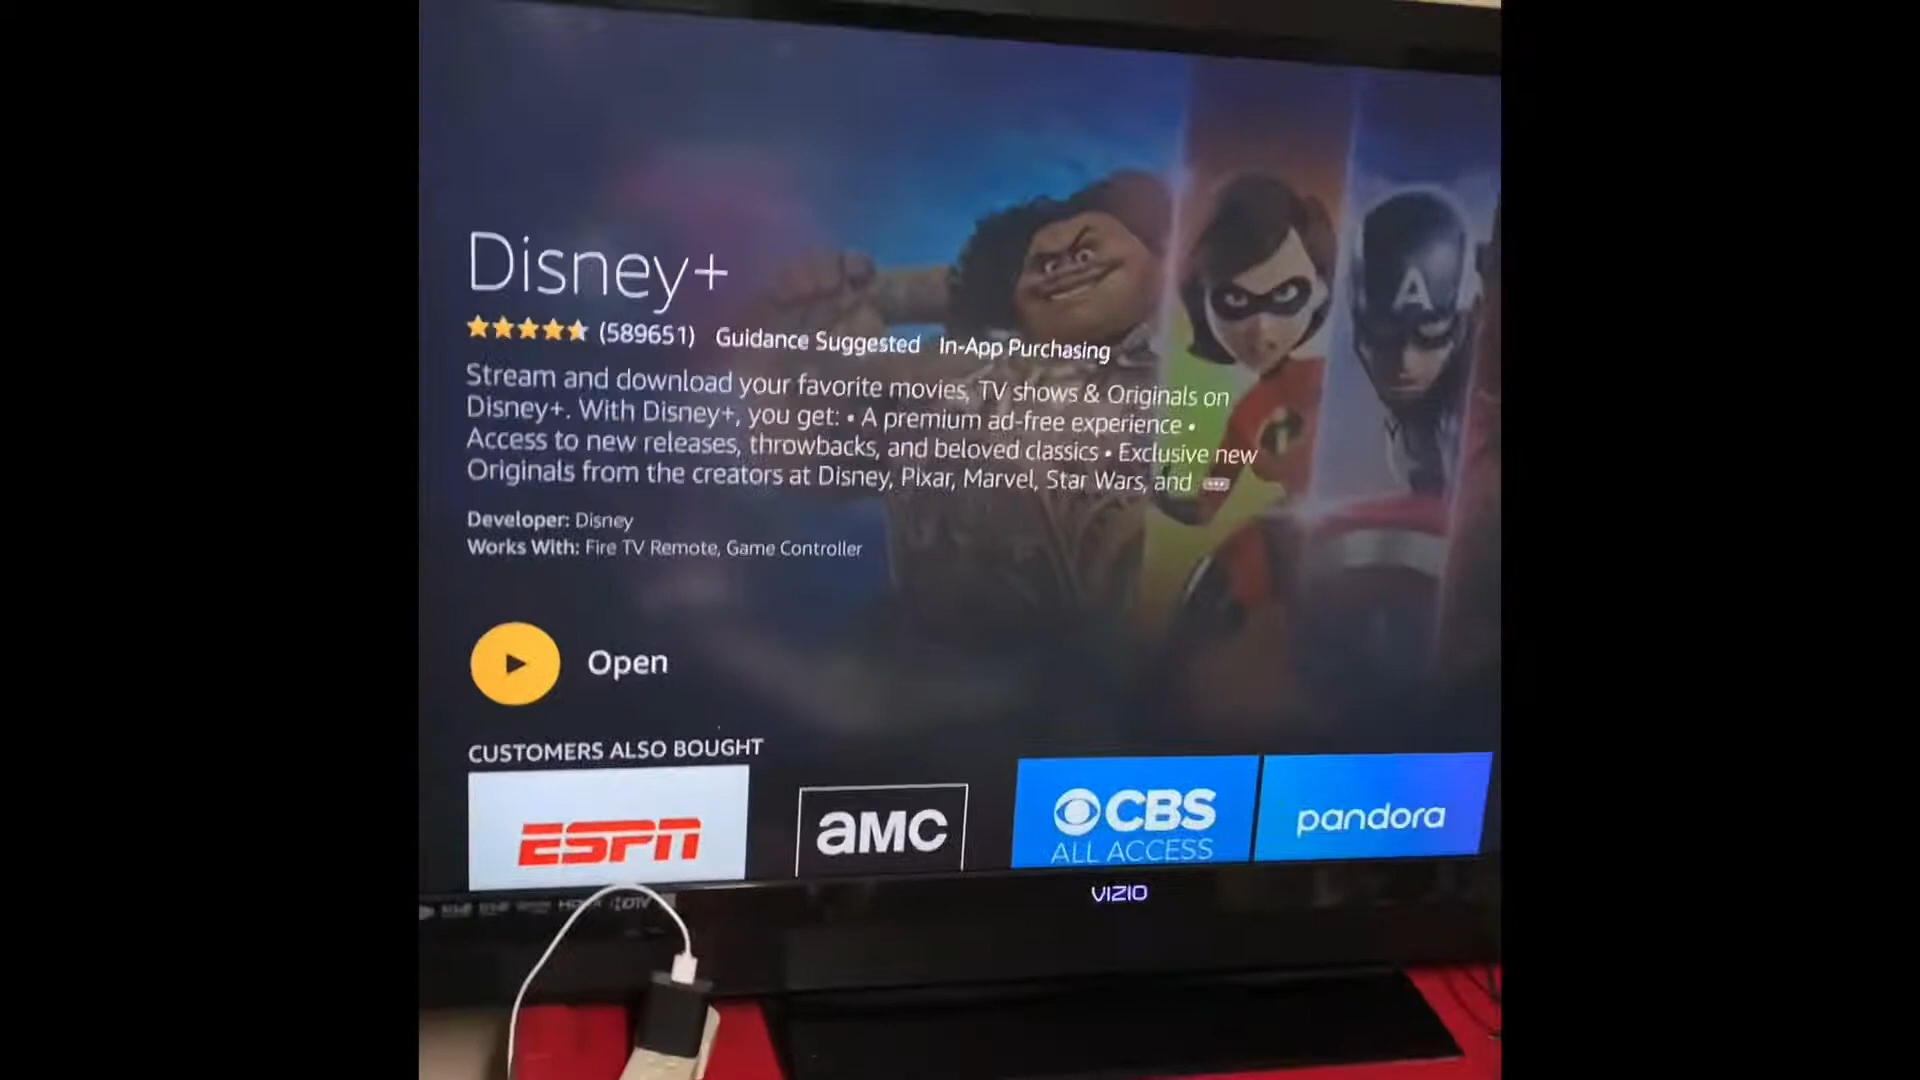 Disney+
(589651) Guidance Suggested In-App Purchasing
Stream and download your favorite movies, TV shows & Originals on
Disney+. With Disney+, you get: • A premium ad-free experience •
Access to new releases, throwbacks, and beloved classics • Exclusive new
Originals from the creators at Disney, Pixar, Marvel, Star Wars, and
Developer: Disney
Works With: Fire TV Remote, Game Controller
Open
CUSTOMERS ALSO BOUGHT
ESPN
aMC
CBS
ALL ACCESS
pandora
VIZIO
A